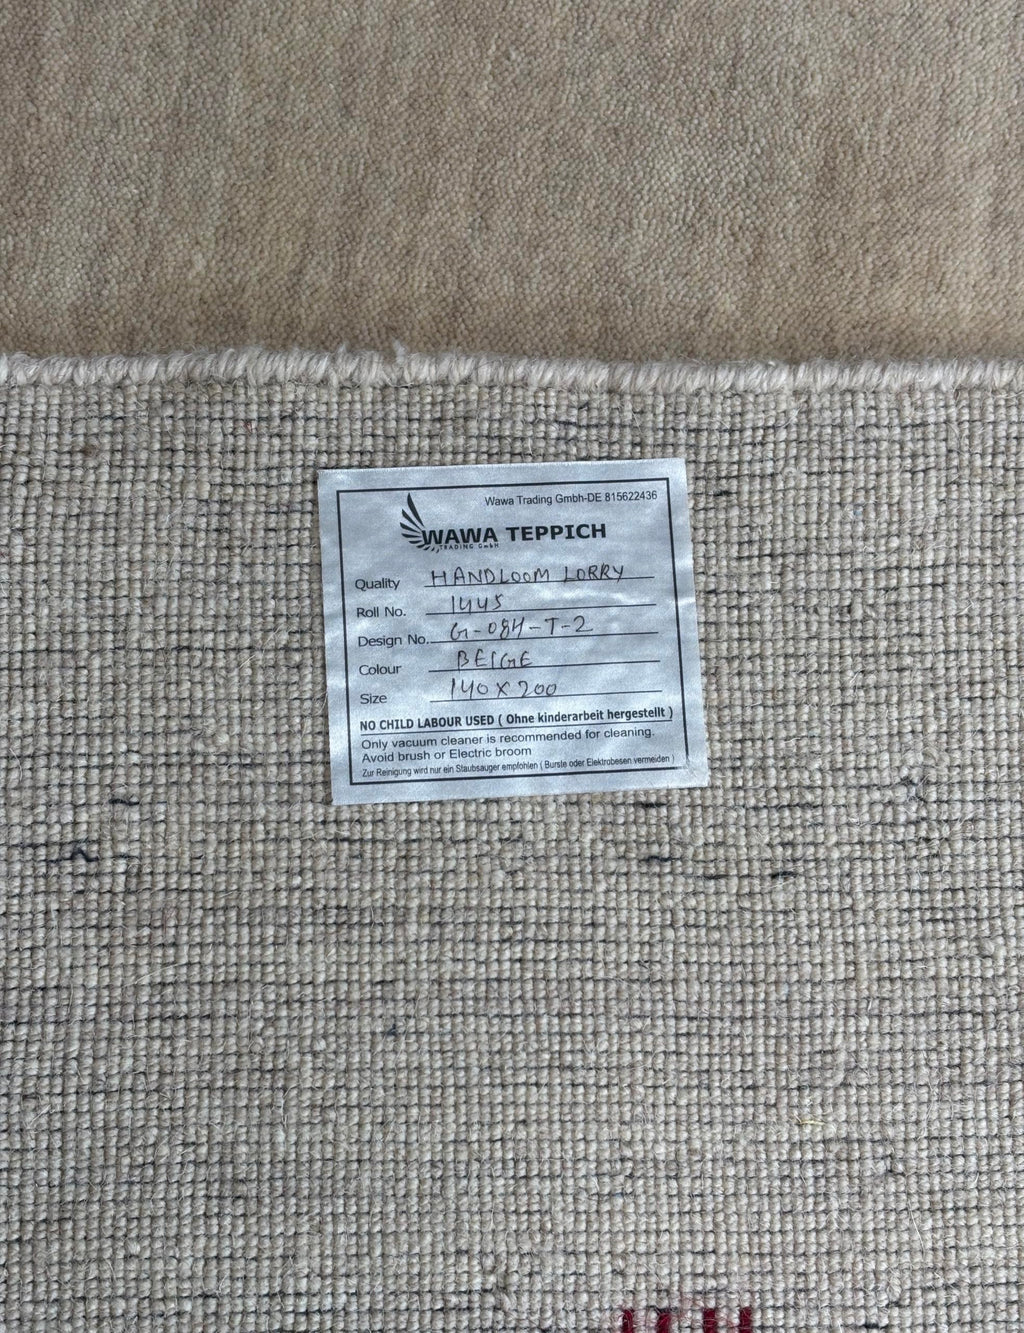 Wawa Trading Gmbh-DE 815622436
WAWA TEPPICH
TRADING GmbH
Quality HANDLOOM LORRY
Roll No. 1445
Design No. G-084-T-2
Colour BEIGE
Size 140 X 200
NO CHILD LABOUR USED ( Ohne kinderarbeit hergestellt )
Only vacuum cleaner is recommended for cleaning.
Avoid brush or Electric broom
Zur Reinigung wird nur ein Staubsauger empfohlen ( Burste oder Elektrobesen vermeiden )